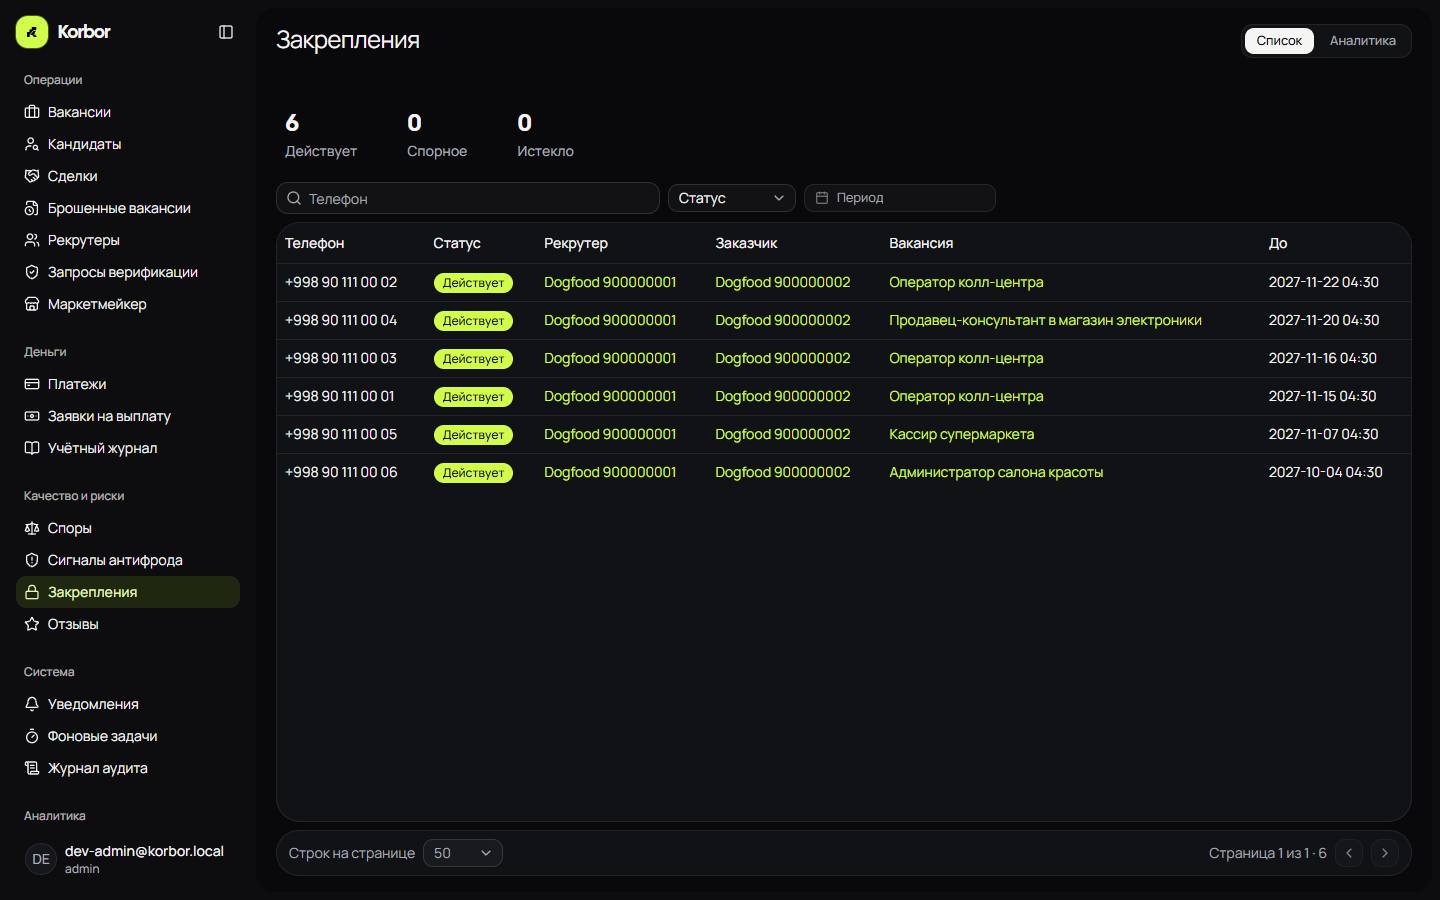 Korbor
Операции
Вакансии
Кандидаты
Сделки
Брошенные вакансии
Рекрутеры
Запросы верификации
Маркетмейкер
Деньги
Платежи
Заявки на выплату
Учётный журнал
Качество и риски
Споры
Сигналы антифрода
Закрепления
Отзывы
Система
Уведомления
Фоновые задачи
Журнал аудита
Аналитика
DE dev-admin@korbor.local
admin
Закрепления
Список Аналитика
6 0 0
Действует Спорное Истекло
Телефон Статус Период
Телефон Статус Рекрутер Заказчик Вакансия До
+998 90 111 00 02 Действует Dogfood 900000001 Dogfood 900000002 Оператор колл-центра 2027-11-22 04:30
+998 90 111 00 04 Действует Dogfood 900000001 Dogfood 900000002 Продавец-консультант в магазин электроники 2027-11-20 04:30
+998 90 111 00 03 Действует Dogfood 900000001 Dogfood 900000002 Оператор колл-центра 2027-11-16 04:30
+998 90 111 00 01 Действует Dogfood 900000001 Dogfood 900000002 Оператор колл-центра 2027-11-15 04:30
+998 90 111 00 05 Действует Dogfood 900000001 Dogfood 900000002 Кассир супермаркета 2027-11-07 04:30
+998 90 111 00 06 Действует Dogfood 900000001 Dogfood 900000002 Администратор салона красоты 2027-10-04 04:30
Строк на странице 50 Страница 1 из 1 · 6